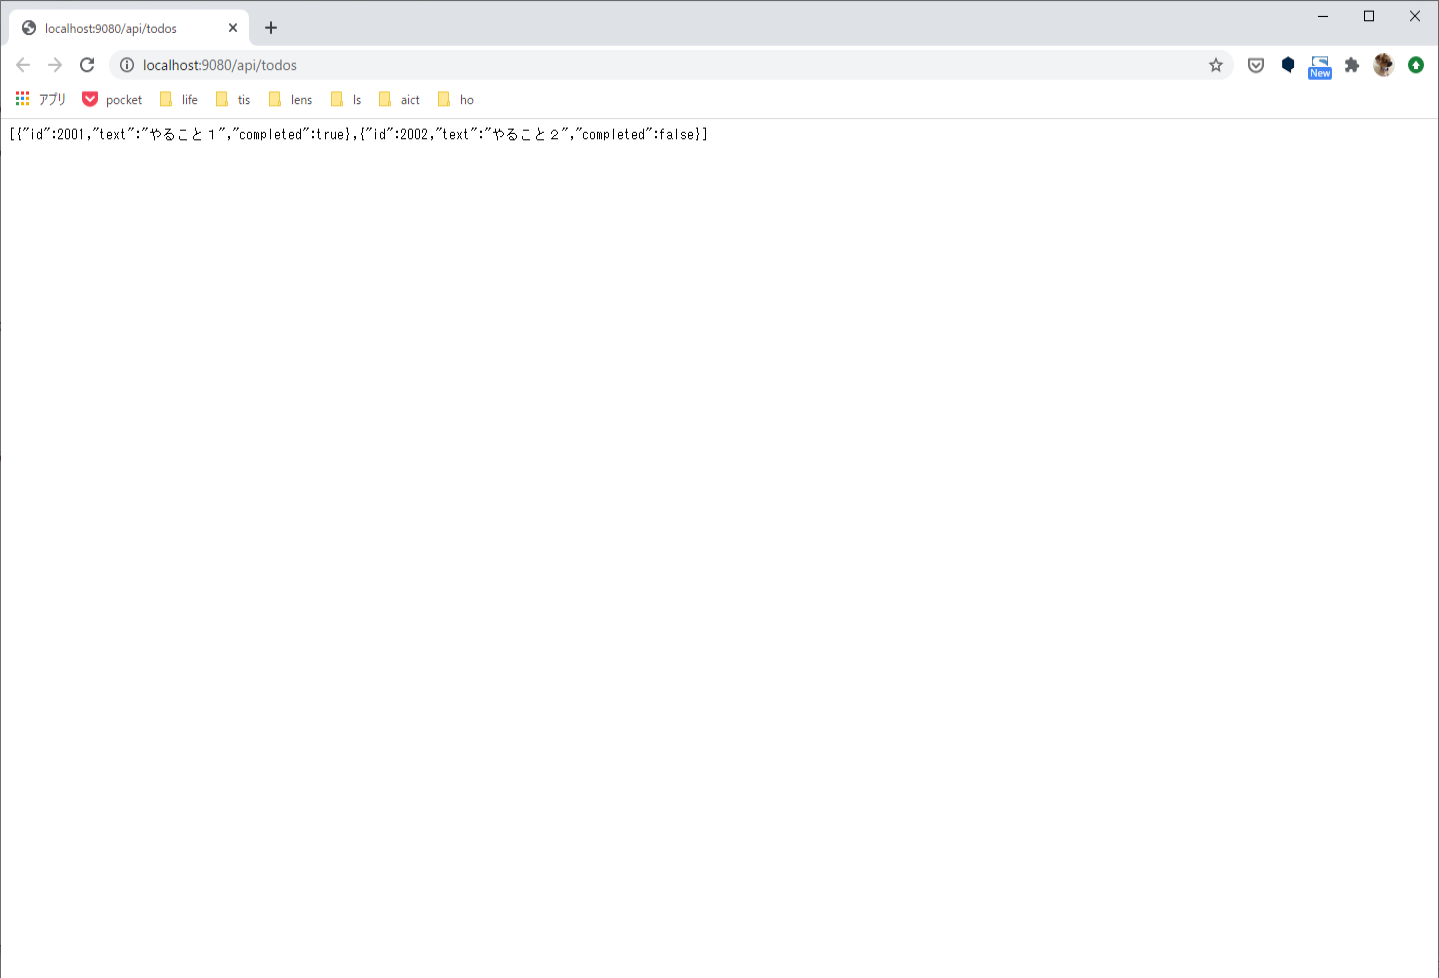 localhost:9080/api/todos
localhost:9080/api/todos
New
アプリ pocket life tis lens ls aict ho
[{"id":2001,"text":"やること１","completed":true},{"id":2002,"text":"やること２","completed":false}]